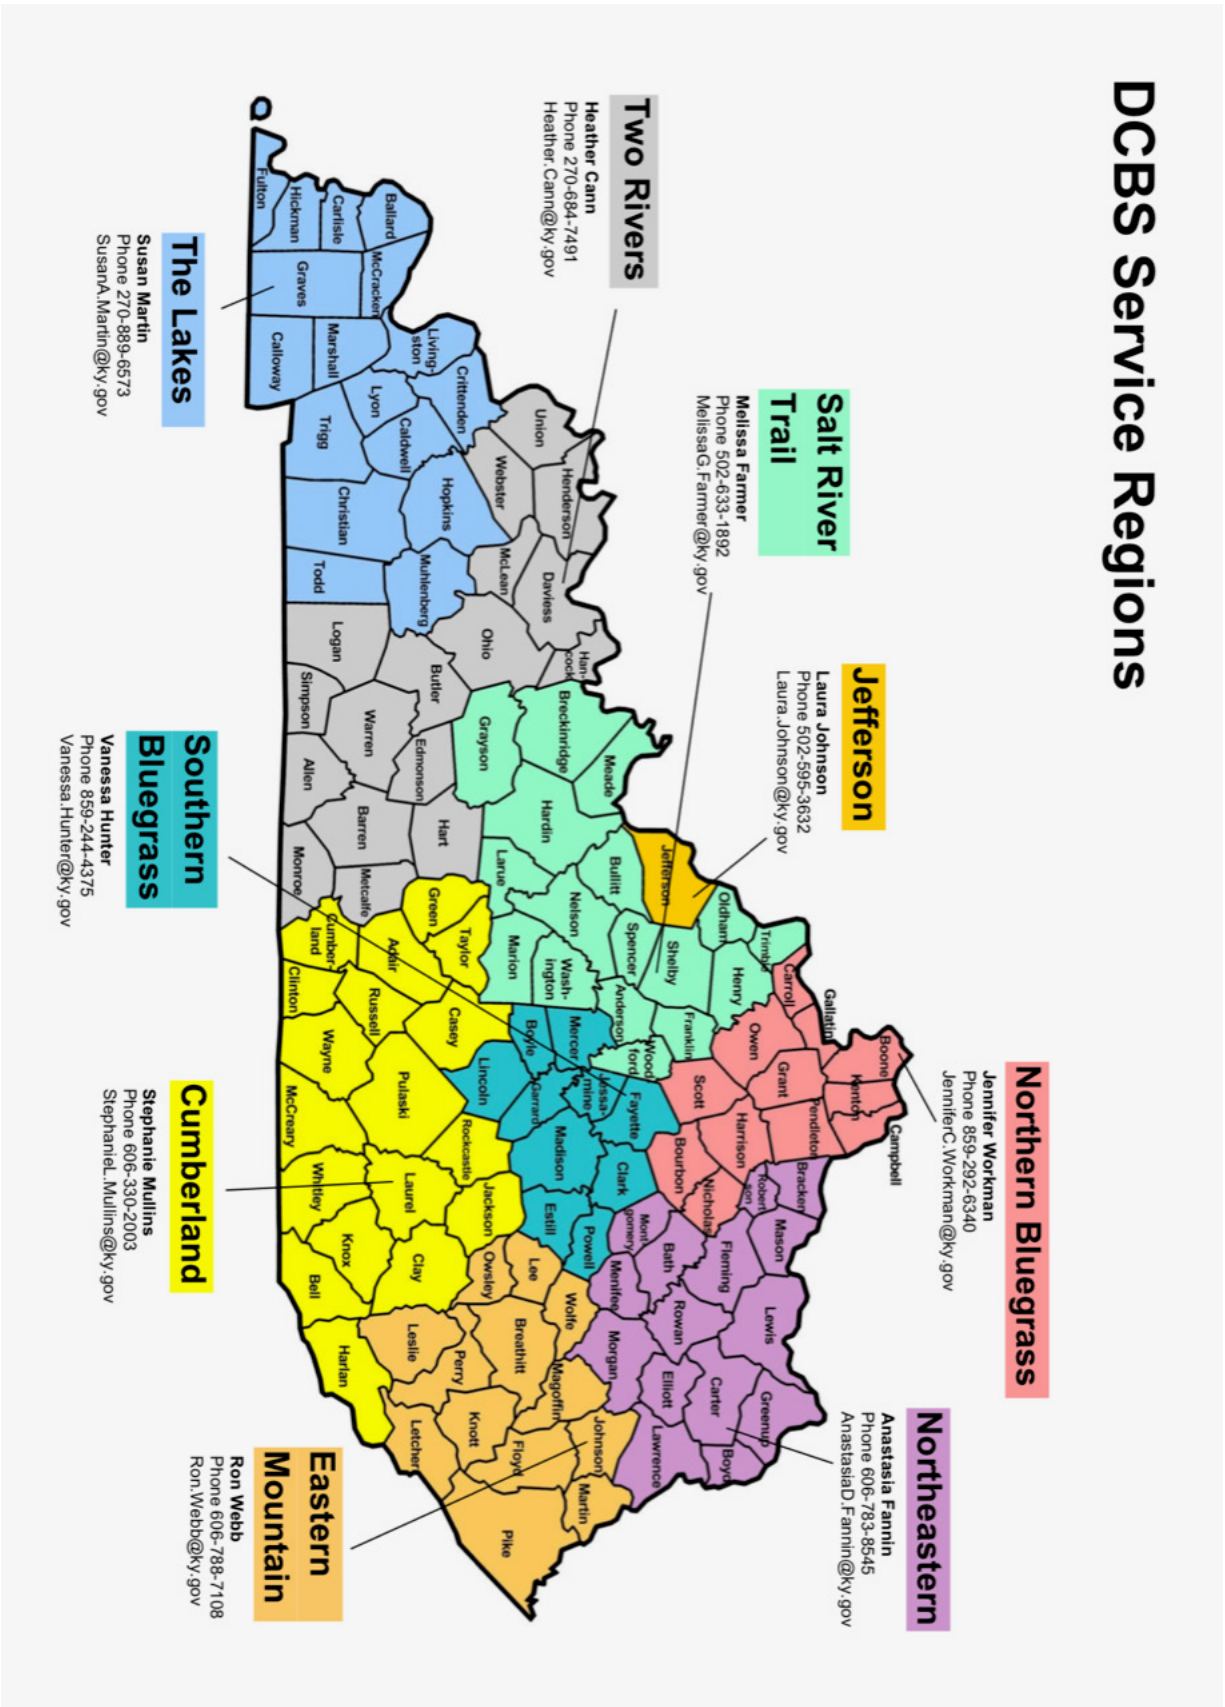 DCBS Service Regions
Two Rivers
Heather Cann
Phone 270-684-7491
Heather.Cann@ky.gov
Salt River
Trail
Melissa Farmer
Phone 502-633-1892
MelissaG.Farmer@ky.gov
Jefferson
Laura Johnson
Phone 502-595-3632
Laura.Johnson@ky.gov
Northern Bluegrass
Jennifer Workman
Phone 859-292-6340
JenniferC.Workman@ky.gov
Northeastern
Anastasia Fannin
Phone 606-783-8545
AnastasiaD.Fannin@ky.gov
The Lakes
Susan Martin
Phone 270-889-6573
SusanA.Martin@ky.gov
Southern
Bluegrass
Vanessa Hunter
Phone 859-244-4375
Vanessa.Hunter@ky.gov
Cumberland
Stephanie Mullins
Phone 606-330-2003
StephanieL.Mullins@ky.gov
Eastern
Mountain
Ron Webb
Phone 606-788-7108
Ron.Webb@ky.gov
Fulton
Hickman
Carlisle
Ballard
McCracken
Graves
Calloway
Marshall
Living-
ston
Crittenden
Lyon
Caldwell
Trigg
Hopkins
Christian
Todd
Muhlenberg
Union
Webster
Henderson
McLean
Daviess
Ohio
Han-
cock
Logan
Simpson
Butler
Warren
Edmonson
Allen
Barren
Hart
Monroe
Metcalfe
Breckinridge
Grayson
Meade
Hardin
Larue
Bullitt
Nelson
Marion
Wash-
ington
Spencer
Shelby
Oldham
Trimble
Henry
Anderson
Franklin
Wood
ford
Jefferson
Carroll
Gallatin
Owen
Boone
Kenton
Campbell
Grant
Pendleton
Scott
Harrison
Bourbon
Nicholas
Bracken
Robert
son
Mason
Fleming
Lewis
Mont
gomery
Bath
Menifee
Rowan
Morgan
Elliott
Carter
Greenup
Boyd
Lawrence
Mercer
Boyle
Lincoln
Garrard
Jessa-
mine
Fayette
Madison
Clark
Estill
Powell
Green
Taylor
Adair
Cumber-
land
Clinton
Russell
Casey
Wayne
Pulaski
McCreary
Rockcastle
Laurel
Whitley
Jackson
Knox
Clay
Bell
Harlan
Owsley
Lee
Wolfe
Leslie
Perry
Breathitt
Magoffin
Knott
Letcher
Floyd
Johnson
Martin
Pike